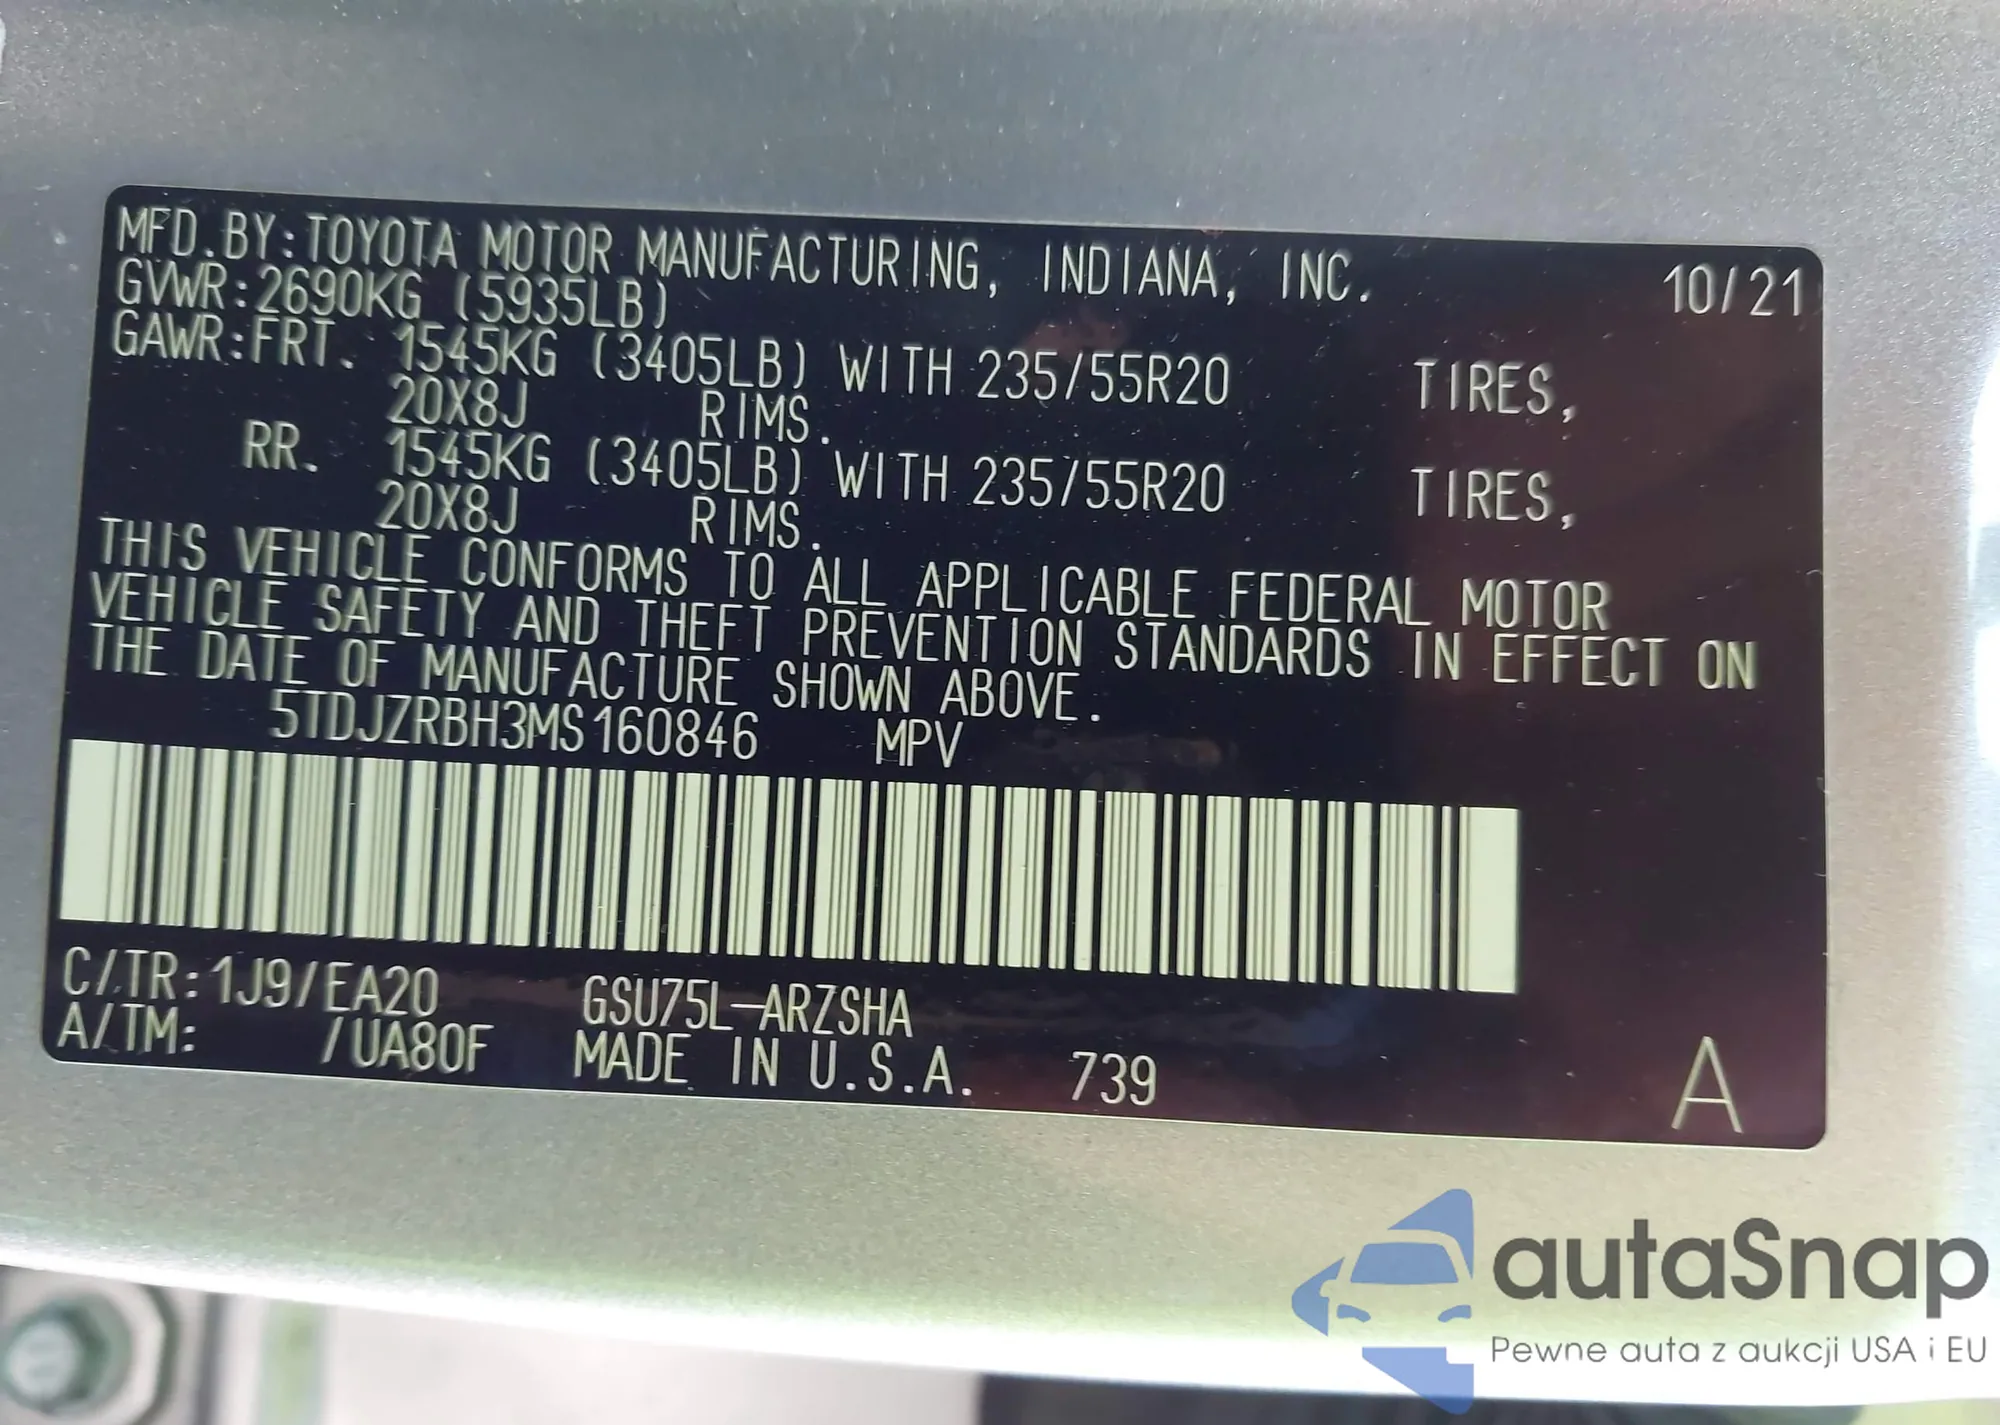 MFD.BY:TOYOTA MOTOR MANUFACTURING, INDIANA, INC. 10/21
GVWR:2690KG (5935LB)
GAWR:FRT. 1545KG (3405LB) WITH 235/55R20 TIRES,
20X8J RIMS.
RR. 1545KG (3405LB) WITH 235/55R20 TIRES,
20X8J RIMS.
THIS VEHICLE CONFORMS TO ALL APPLICABLE FEDERAL MOTOR
VEHICLE SAFETY AND THEFT PREVENTION STANDARDS IN EFFECT ON
THE DATE OF MANUFACTURE SHOWN ABOVE.
5TDJZRBH3MS160846 MPV
C/TR:1J9/EA20 GSU75L-ARZSHA
A/TM: /UA80F MADE IN U.S.A. 739 A
autaSnap
Pewne auta z aukcji USA i EU